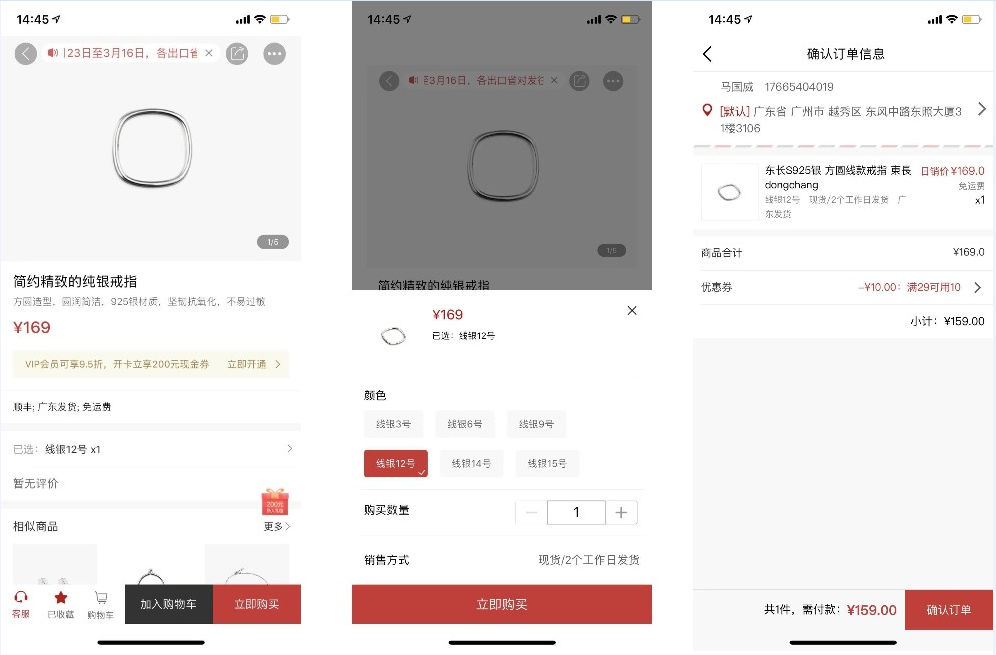 14:45
23日至3月16日，各出口省
1/5
简约精致的纯银戒指
方圆造型、圆润简洁，925银材质，坚韧抗氧化，不易过敏
¥169
VIP会员可享9.5折，开卡立享200元现金券 立即开通
顺丰; 广东发货; 免运费
已选：线银12号 x1
暂无评价
200元
相似商品
更多
客服
已收藏
购物车
加入购物车
立即购买
14:45
至3月16日，各出口省对发往
1/5
简约精致的纯银戒指
¥169
已选：线银12号
颜色
线银3号
线银6号
线银9号
线银12号
线银14号
线银15号
购买数量
1
销售方式
现货/2个工作日发货
立即购买
14:45
确认订单信息
马国威 17665404019
[默认] 广东省 广州市 越秀区 东风中路东照大厦3
1楼3106
东长S925银 方圆线款戒指 東長
dongchang
日销价¥169.0
免运费
x1
线银12号 现货/2个工作日发货 广
东发货
商品合计
¥169.0
优惠券
-¥10.00：满29可用10
小计：¥159.00
共1件，需付款：¥159.00
确认订单